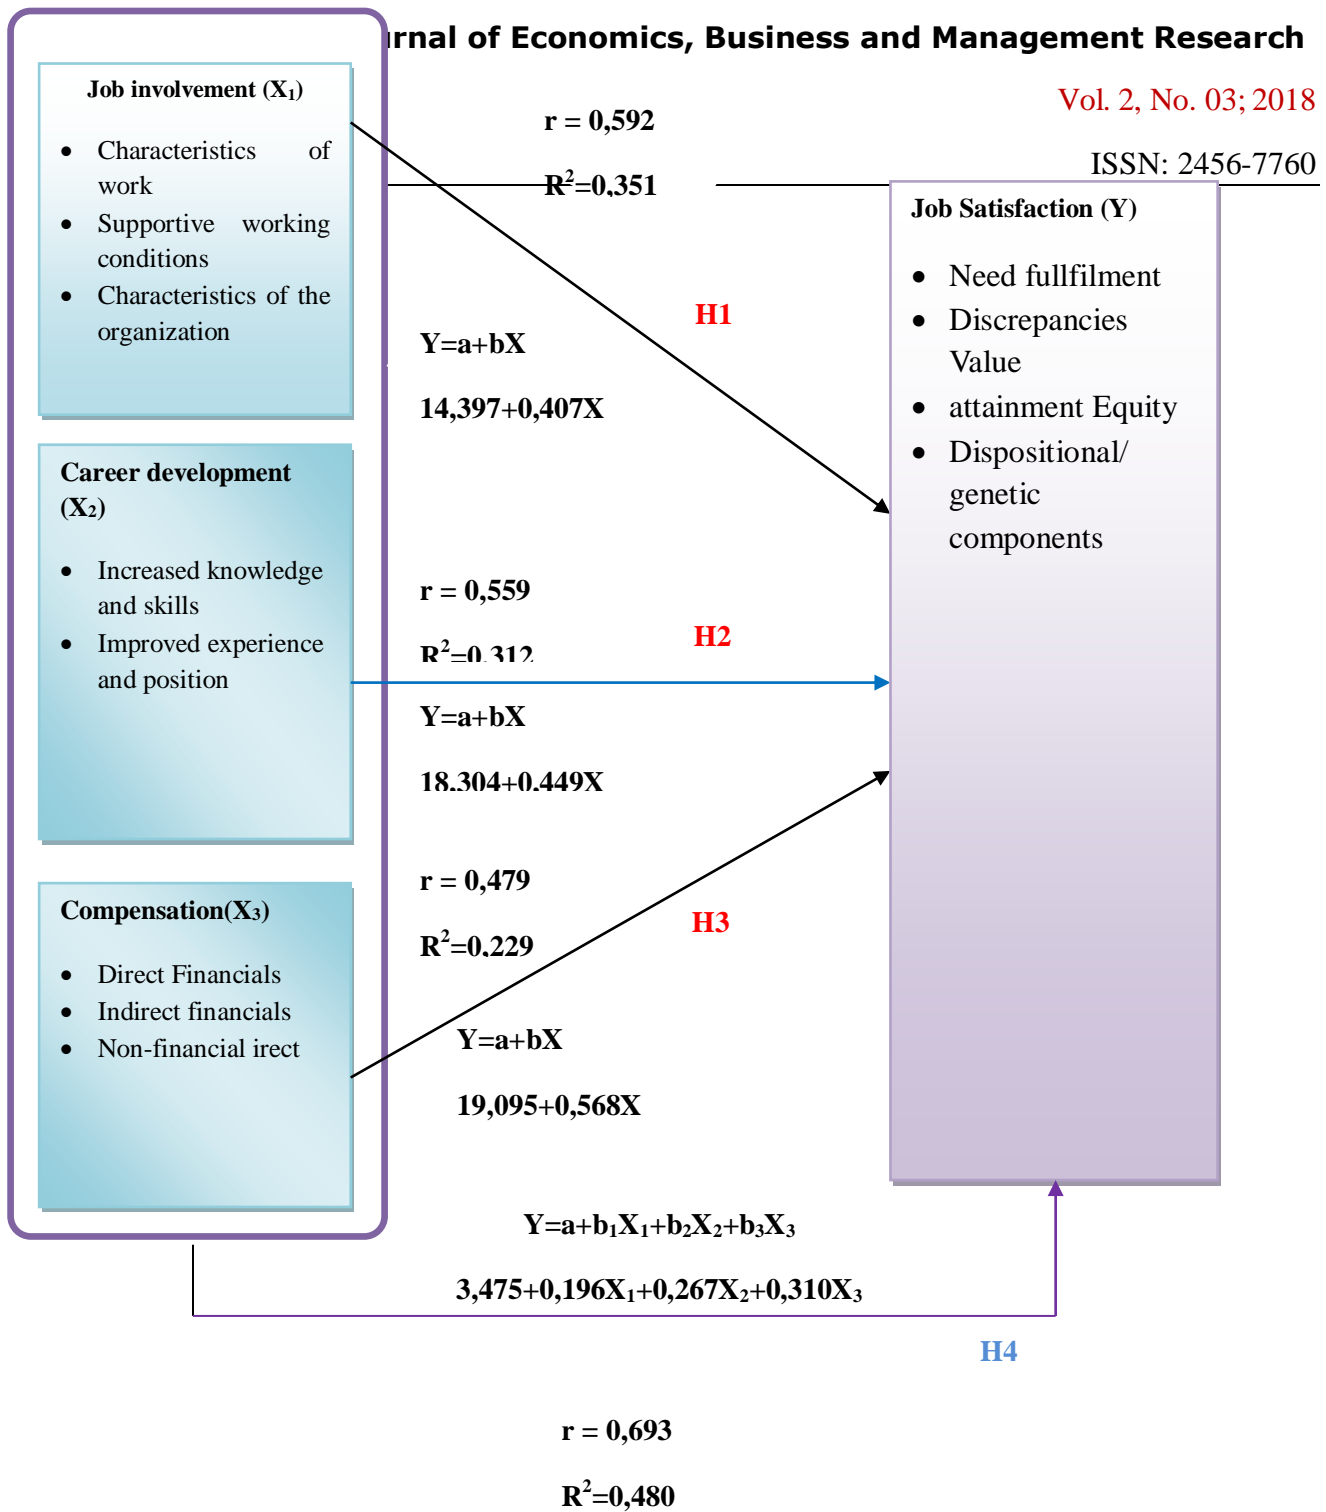 rnal of Economics, Business and Management Research
Vol. 2, No. 03; 2018
ISSN: 2456-7760
Job involvement (X₁)
• Characteristics of
work
• Supportive working
conditions
• Characteristics of the
organization
r = 0,592
R²=0,351
H1
Y=a+bX
14,397+0,407X
Career development
(X₂)
• Increased knowledge
and skills
• Improved experience
and position
r = 0,559
R²=0,312
H2
Y=a+bX
18,304+0,449X
Compensation(X₃)
• Direct Financials
• Indirect financials
• Non-financial irect
r = 0,479
R²=0,229
H3
Y=a+bX
19,095+0,568X
Job Satisfaction (Y)
• Need fullfilment
• Discrepancies
Value
• attainment Equity
• Dispositional/
genetic
components
Y=a+b₁X₁+b₂X₂+b₃X₃
3,475+0,196X₁+0,267X₂+0,310X₃
H4
r = 0,693
R²=0,480